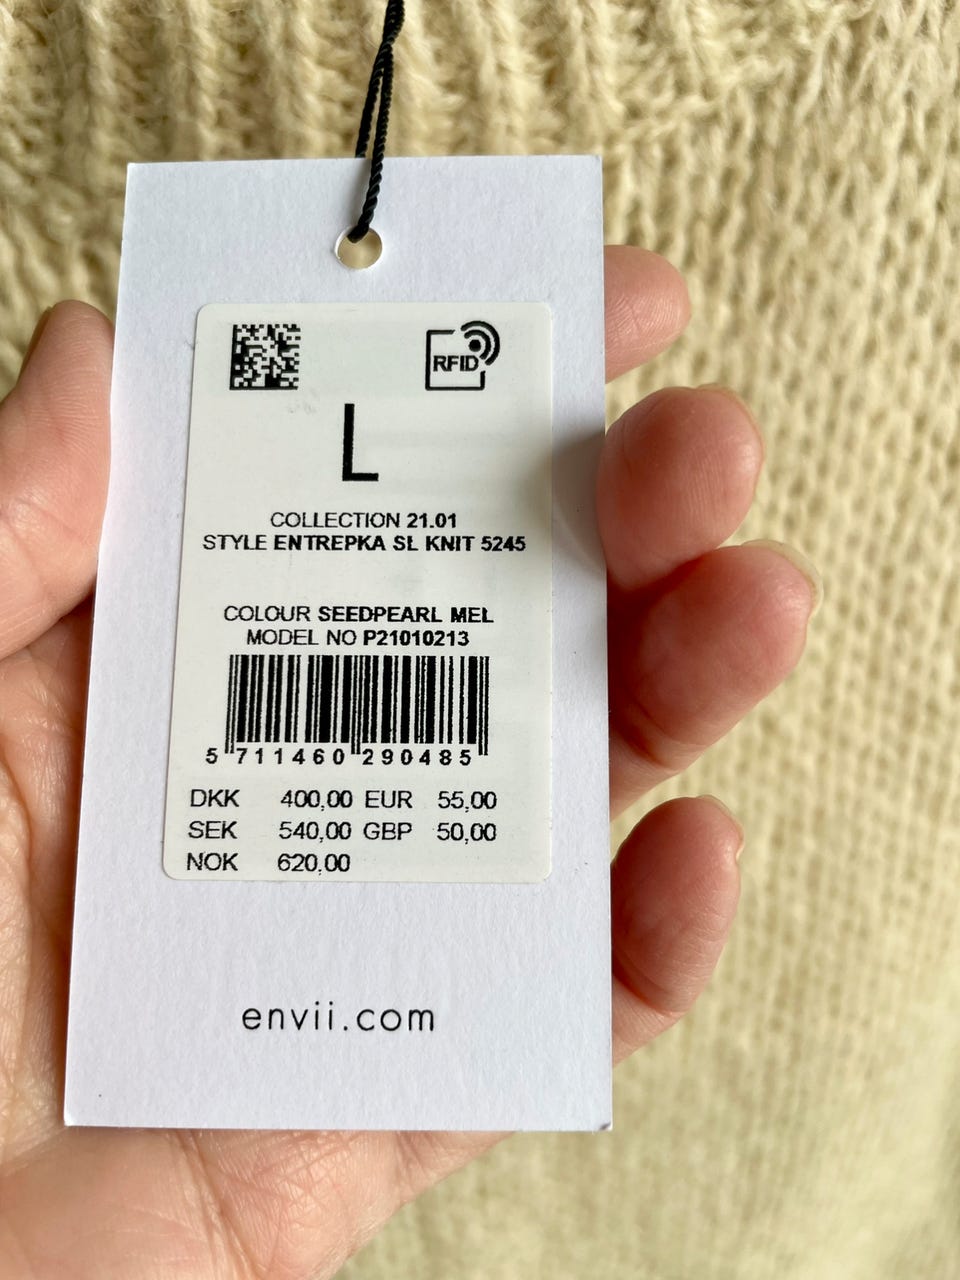 RFID
L
COLLECTION 21.01
STYLE ENTREPKA SL KNIT 5245
COLOUR SEEDPEARL MEL
MODEL NO P21010213
5 711460 290485
DKK 400,00 EUR 55,00
SEK 540,00 GBP 50,00
NOK 620,00
envii.com